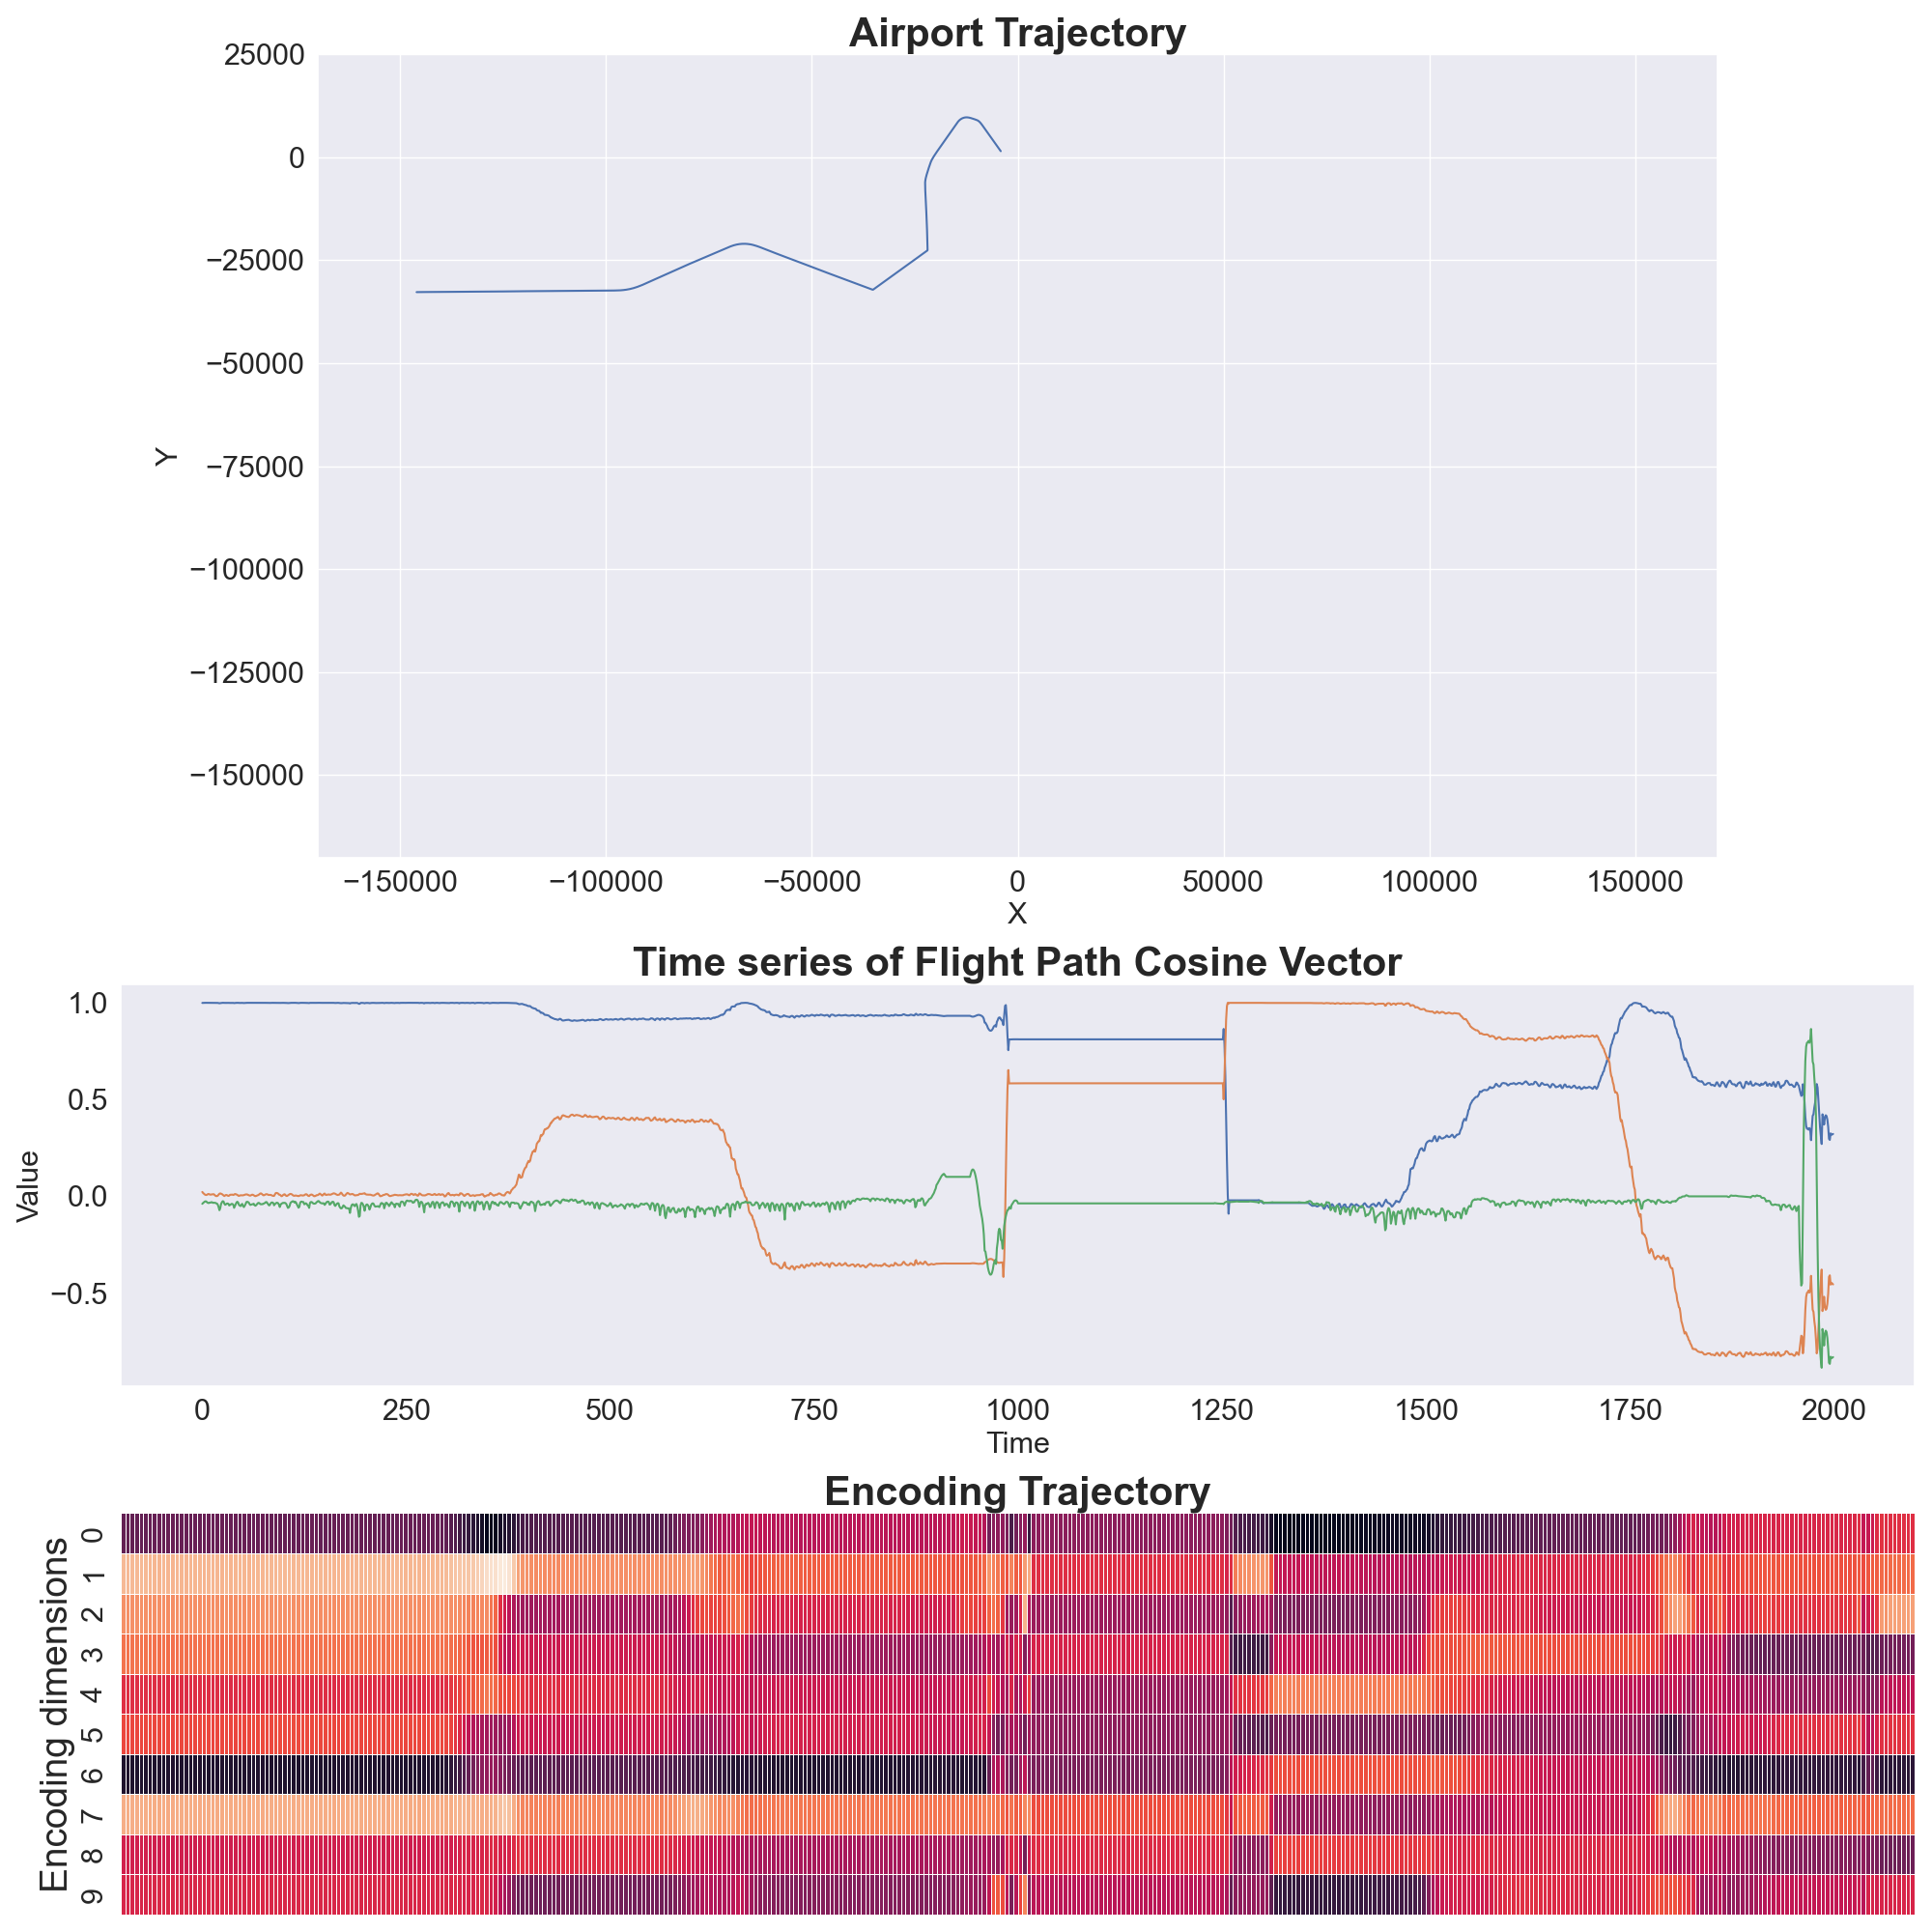 Airport Trajectory
25000
0
−25000
−50000
−75000
−100000
−125000
−150000
Y
−150000 −100000 −50000 0 50000 100000 150000
X
Time series of Flight Path Cosine Vector
1.0
0.5
0.0
−0.5
Value
0 250 500 750 1000 1250 1500 1750 2000
Time
Encoding Trajectory
0
1
2
3
4
5
6
7
8
9
Encoding dimensions